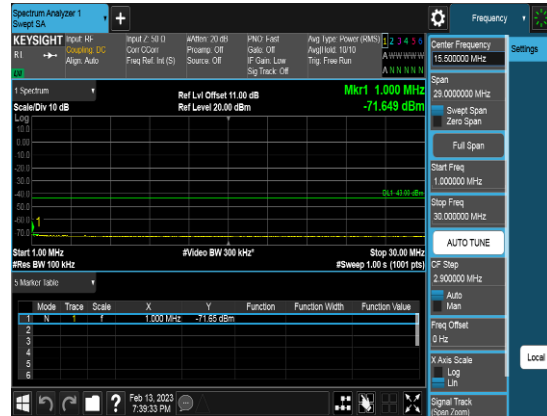 Spectrum Analyzer 1
Swept SA
+
Frequency
KEYSIGHT
R1
Input: RF
Coupling: DC
Align: Auto
Input Z: 50 Ω
Corr CCorr
Freq Ref: Int (S)
#Atten: 20 dB
Preamp: Off
Source: Off
PNO: Fast
Gate: Off
IF Gain: Low
Sig Track: Off
Avg Type: Power (RMS)
Avg|Hold: 10/10
Trig: Free Run
1 2 3 4 5 6
A W W W W W
A N N N N N
Center Frequency
15.500000 MHz
Settings
Span
29.0000000 MHz
Swept Span
Zero Span
Full Span
Start Freq
1.000000 MHz
Stop Freq
30.000000 MHz
AUTO TUNE
CF Step
2.900000 MHz
Auto
Man
Freq Offset
0 Hz
X Axis Scale
Log
Lin
Local
Signal Track
(Span Zoom)
1 Spectrum
Scale/Div 10 dB
Ref Lvl Offset 11.00 dB
Ref Level 20.00 dBm
Mkr1 1.000 MHz
-71.649 dBm
Log
10.0
0.00
-10.0
-20.0
-30.0
-40.0
-50.0
-60.0
-70.0
DL1 -43.00 dBm
1
Start 1.00 MHz
#Res BW 100 kHz
#Video BW 300 kHz*
Stop 30.00 MHz
#Sweep 1.00 s (1001 pts)
5 Marker Table
Mode Trace Scale X Y Function Function Width Function Value
1 N 1 f 1.000 MHz -71.65 dBm
2
3
4
5
6
?
Feb 13, 2023
7:39:33 PM